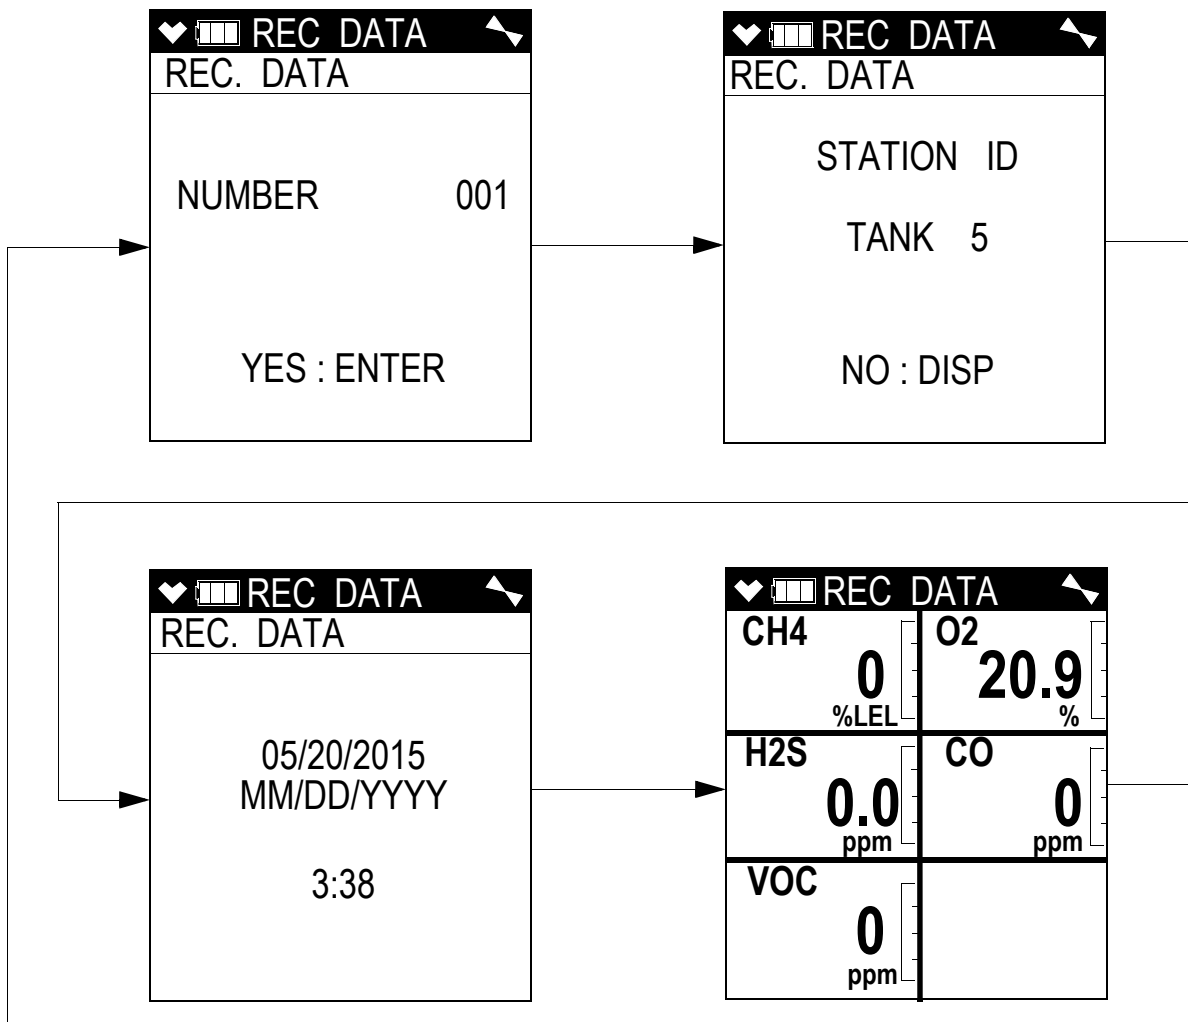 REC DATA
REC. DATA
NUMBER 001
YES : ENTER
REC DATA
REC. DATA
STATION ID
TANK 5
NO : DISP
REC DATA
REC. DATA
05/20/2015
MM/DD/YYYY
3:38
REC DATA
CH4
0
%LEL
O2
20.9
%
H2S
0.0
ppm
CO
0
ppm
VOC
0
ppm